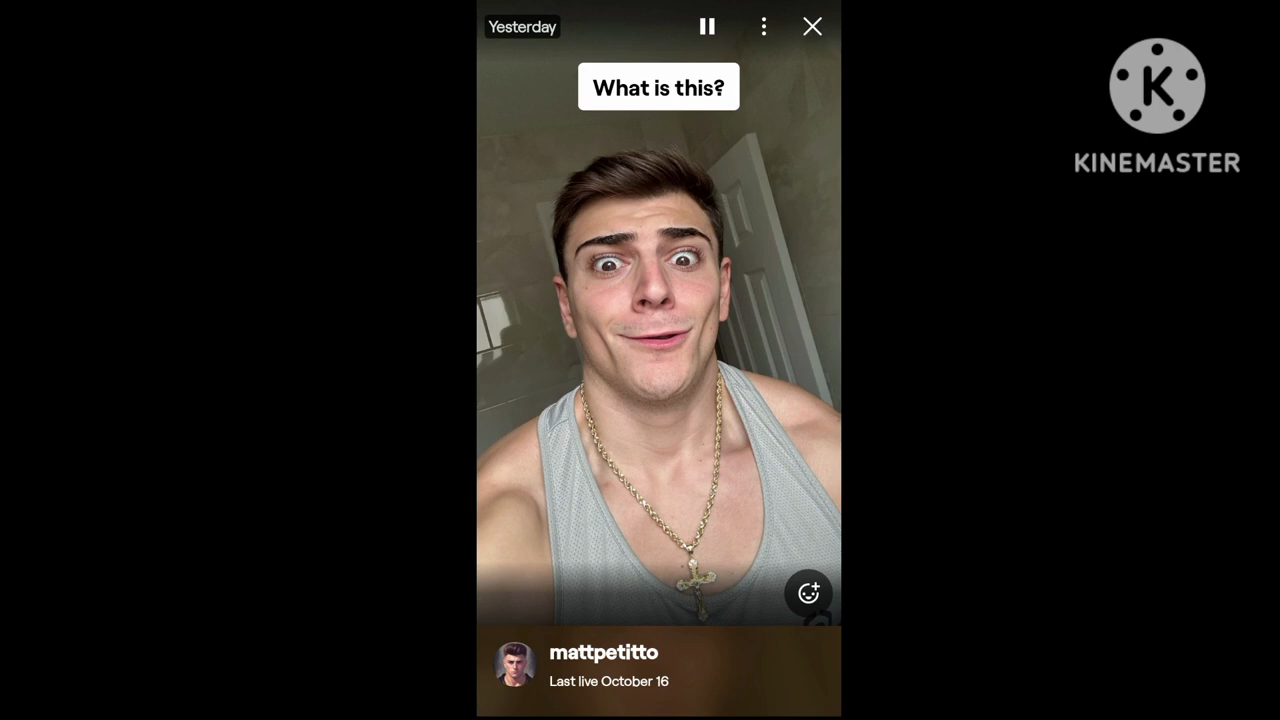 Yesterday
What is this?
K
KINEMASTER
mattpetitto
Last live October 16